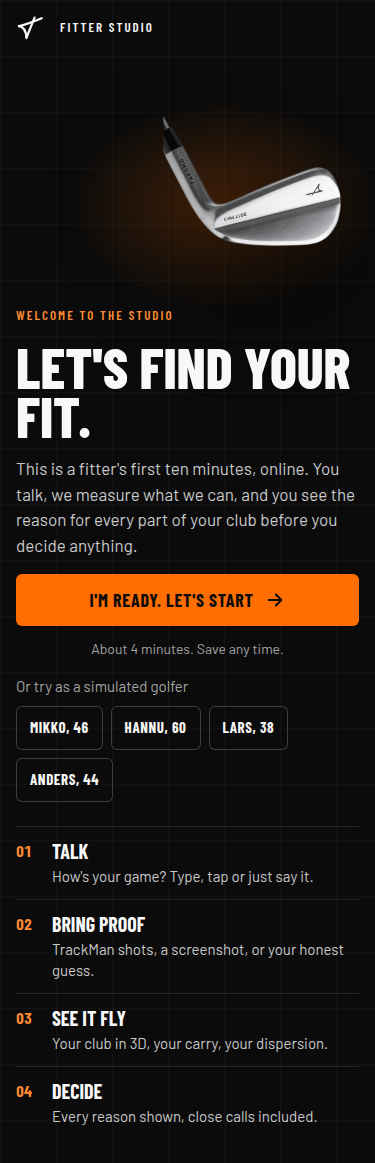 FITTER STUDIO
WELCOME TO THE STUDIO
LET'S FIND YOUR
FIT.
This is a fitter's first ten minutes, online. You
talk, we measure what we can, and you see the
reason for every part of your club before you
decide anything.
I'M READY. LET'S START →
About 4 minutes. Save any time.
Or try as a simulated golfer
MIKKO, 46
HANNU, 60
LARS, 38
ANDERS, 44
01 TALK
How's your game? Type, tap or just say it.
02 BRING PROOF
TrackMan shots, a screenshot, or your honest
guess.
03 SEE IT FLY
Your club in 3D, your carry, your dispersion.
04 DECIDE
Every reason shown, close calls included.